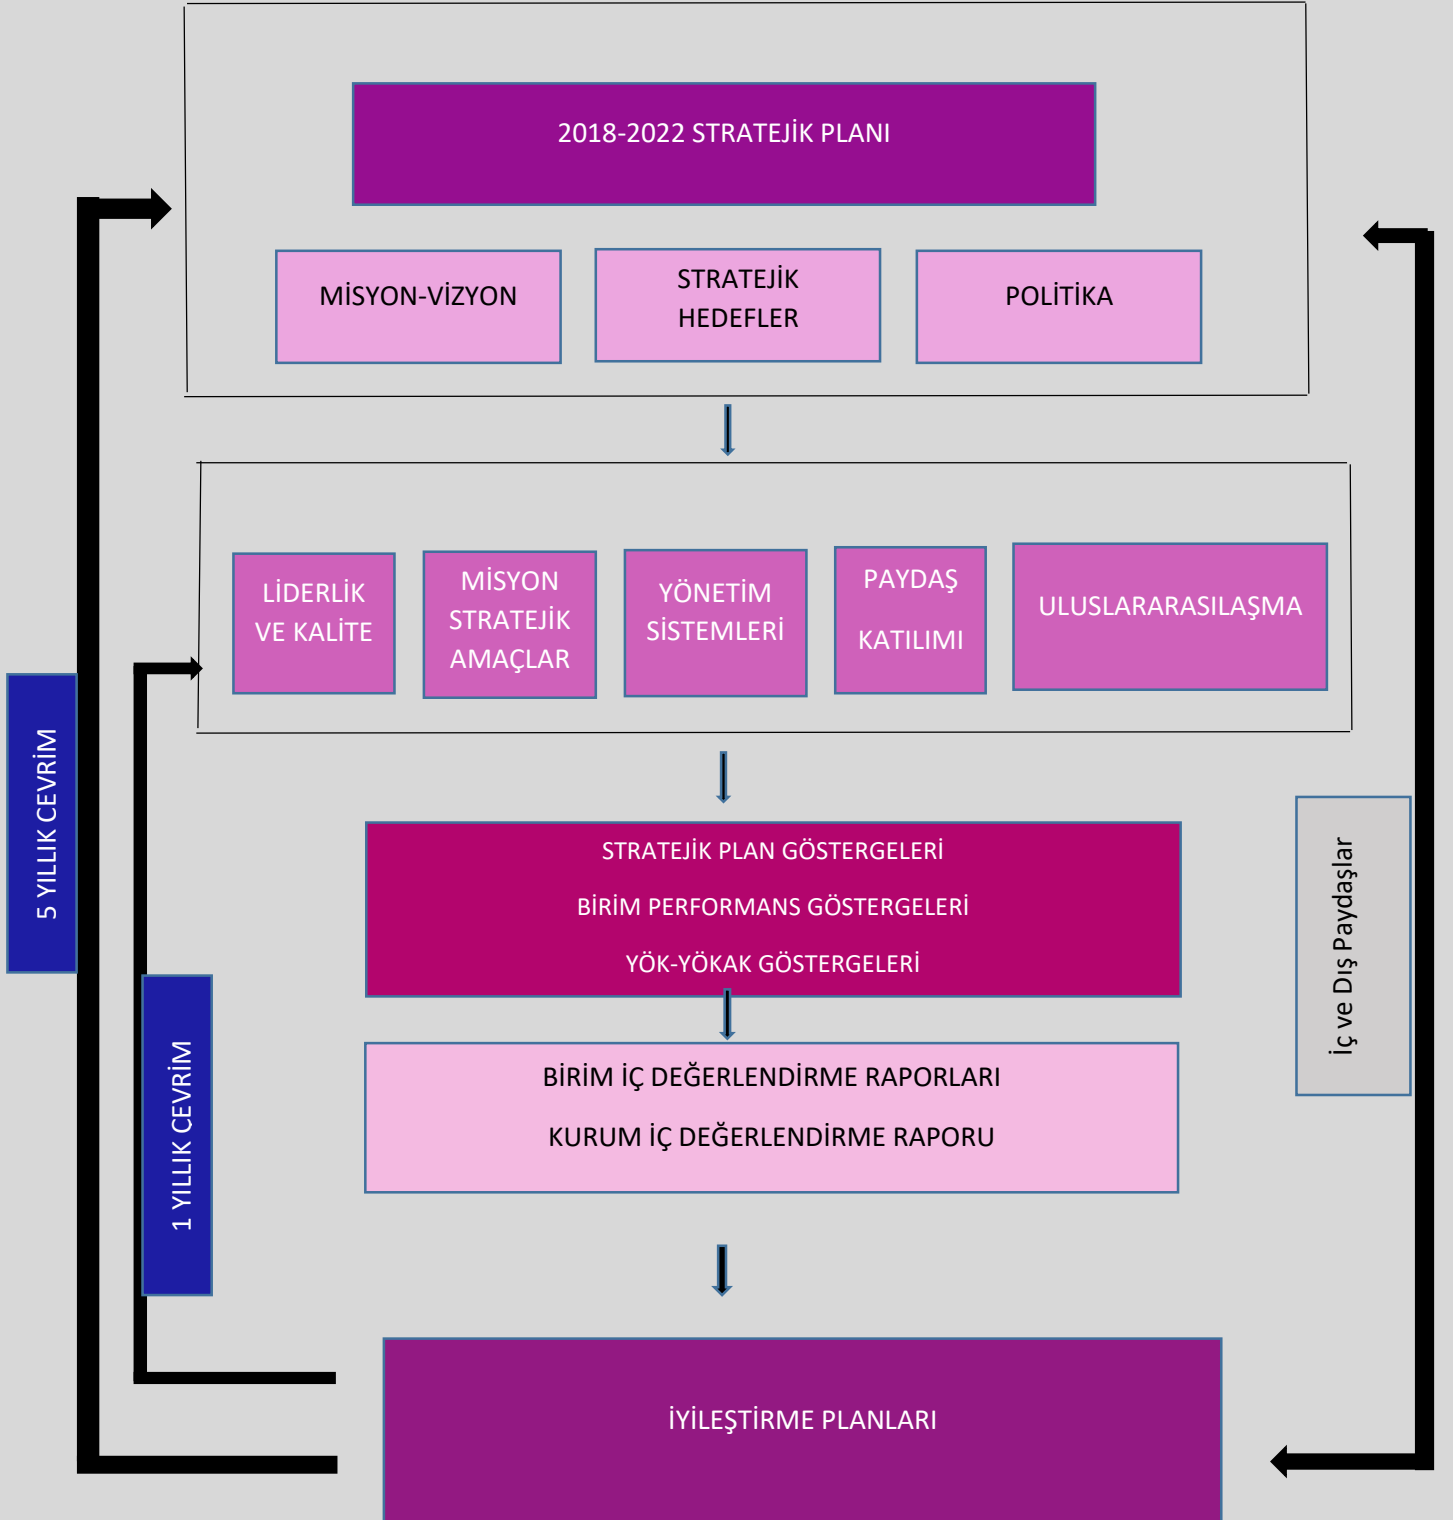 2018-2022 STRATEJİK PLANI
MİSYON-VİZYON
STRATEJİK
HEDEFLER
POLİTİKA
LİDERLİK
VE KALİTE
MİSYON
STRATEJİK
AMAÇLAR
YÖNETİM
SİSTEMLERİ
PAYDAŞ
KATILIMI
ULUSLARARASILAŞMA
5 YILLIK CEVRİM
1 YILLIK ÇEVRİM
STRATEJİK PLAN GÖSTERGELERİ
BİRİM PERFORMANS GÖSTERGELERİ
YÖK-YÖKAK GÖSTERGELERİ
İç ve Dış Paydaşlar
BİRİM İÇ DEĞERLENDİRME RAPORLARI
KURUM İÇ DEĞERLENDİRME RAPORU
İYİLEŞTİRME PLANLARI